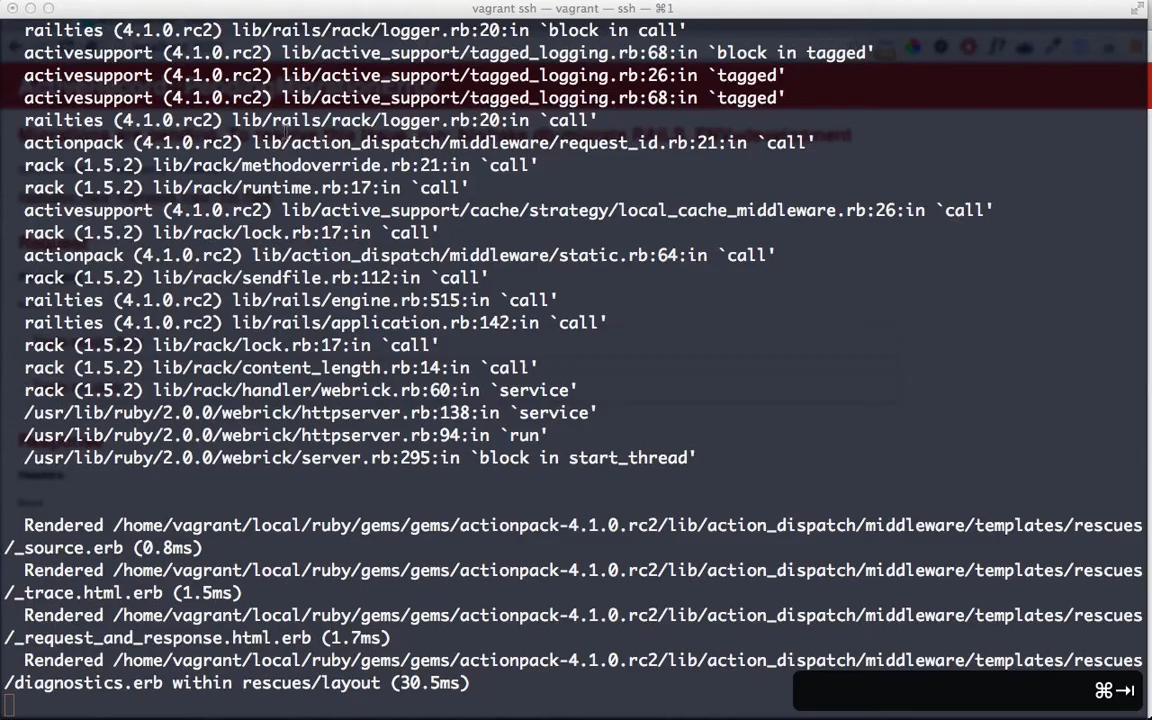 vagrant ssh — vagrant — ssh — ⌘1
railties (4.1.0.rc2) lib/rails/rack/logger.rb:20:in `block in call'
activesupport (4.1.0.rc2) lib/active_support/tagged_logging.rb:68:in `block in tagged'
activesupport (4.1.0.rc2) lib/active_support/tagged_logging.rb:26:in `tagged'
activesupport (4.1.0.rc2) lib/active_support/tagged_logging.rb:68:in `tagged'
railties (4.1.0.rc2) lib/rails/rack/logger.rb:20:in `call'
actionpack (4.1.0.rc2) lib/action_dispatch/middleware/request_id.rb:21:in `call'
rack (1.5.2) lib/rack/methodoverride.rb:21:in `call'
rack (1.5.2) lib/rack/runtime.rb:17:in `call'
activesupport (4.1.0.rc2) lib/active_support/cache/strategy/local_cache_middleware.rb:26:in `call'
rack (1.5.2) lib/rack/lock.rb:17:in `call'
actionpack (4.1.0.rc2) lib/action_dispatch/middleware/static.rb:64:in `call'
rack (1.5.2) lib/rack/sendfile.rb:112:in `call'
railties (4.1.0.rc2) lib/rails/engine.rb:515:in `call'
railties (4.1.0.rc2) lib/rails/application.rb:142:in `call'
rack (1.5.2) lib/rack/lock.rb:17:in `call'
rack (1.5.2) lib/rack/content_length.rb:14:in `call'
rack (1.5.2) lib/rack/handler/webrick.rb:60:in `service'
/usr/lib/ruby/2.0.0/webrick/httpserver.rb:138:in `service'
/usr/lib/ruby/2.0.0/webrick/httpserver.rb:94:in `run'
/usr/lib/ruby/2.0.0/webrick/server.rb:295:in `block in start_thread'
Rendered /home/vagrant/local/ruby/gems/gems/actionpack-4.1.0.rc2/lib/action_dispatch/middleware/templates/rescues
/_source.erb (0.8ms)
Rendered /home/vagrant/local/ruby/gems/gems/actionpack-4.1.0.rc2/lib/action_dispatch/middleware/templates/rescues
/_trace.html.erb (1.5ms)
Rendered /home/vagrant/local/ruby/gems/gems/actionpack-4.1.0.rc2/lib/action_dispatch/middleware/templates/rescues
/_request_and_response.html.erb (1.7ms)
Rendered /home/vagrant/local/ruby/gems/gems/actionpack-4.1.0.rc2/lib/action_dispatch/middleware/templates/rescues
/diagnostics.erb within rescues/layout (30.5ms)
⌘⇥